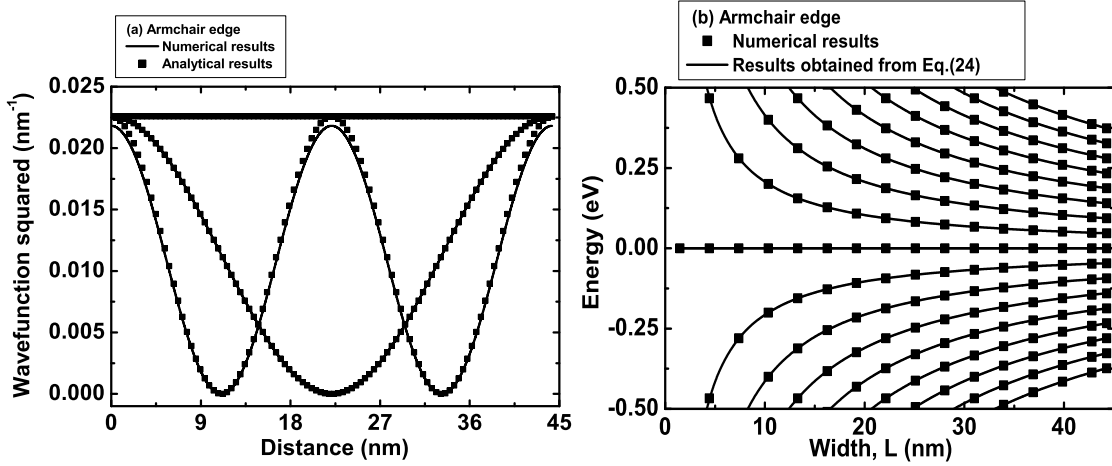 (a) Armchair edge
Numerical results
Analytical results
Wavefunction squared (nm-1)
0.025
0.020
0.015
0.010
0.005
0.000
0 9 18 27 36 45
Distance (nm)
(b) Armchair edge
Numerical results
Results obtained from Eq.(24)
Energy (eV)
0.50
0.25
0.00
-0.25
-0.50
0 10 20 30 40
Width, L (nm)